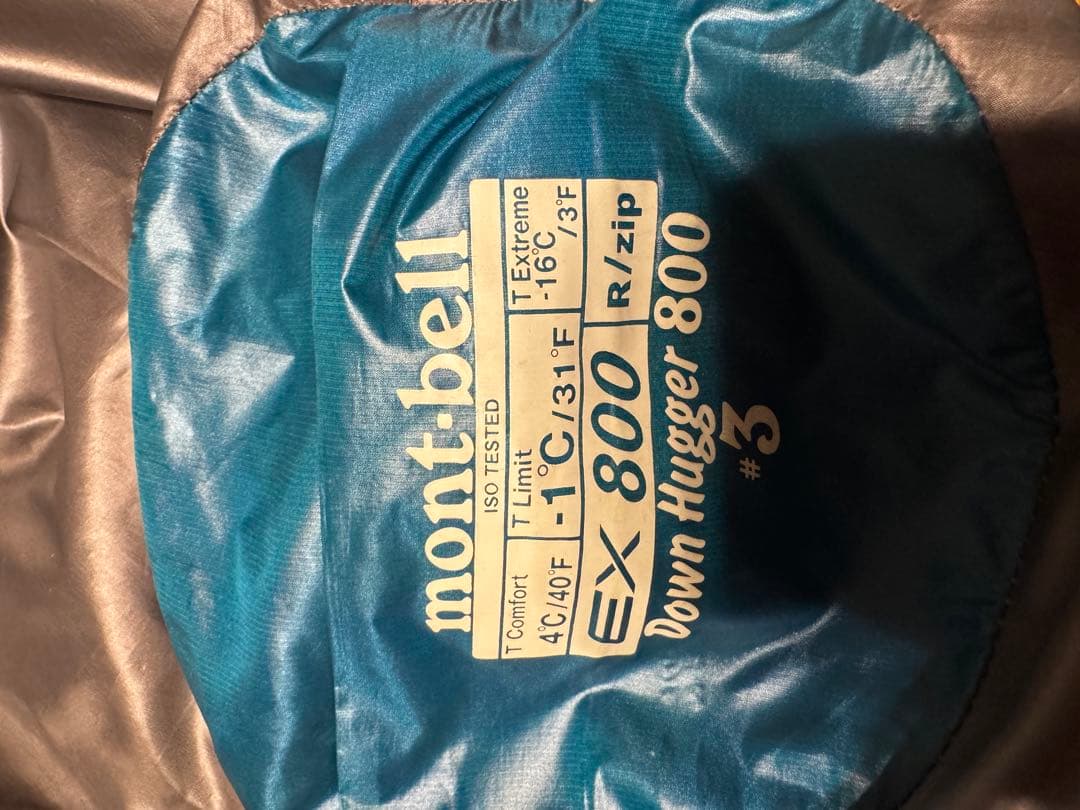 mont-bell
ISO TESTED
T Comfort T Limit T Extreme
4°C/40°F -1°C/31°F -16°C/3°F
EX 800 R/zip
Down Hugger 800
#3